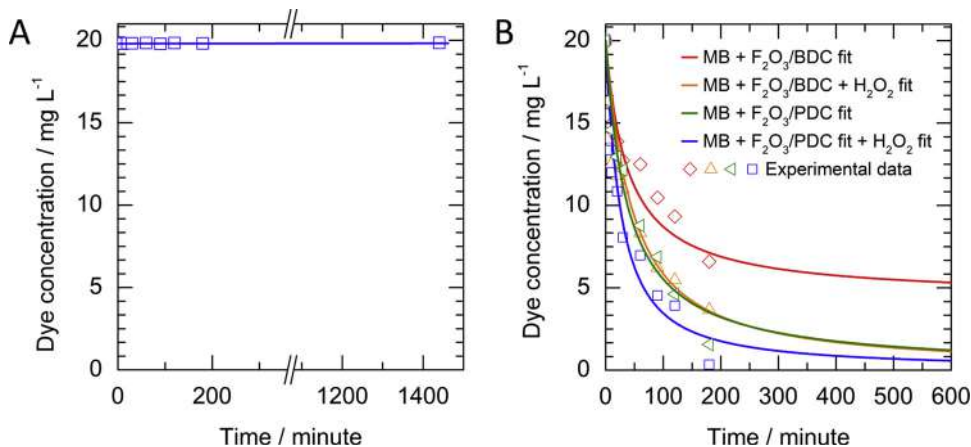 A
Dye concentration / mg L⁻¹
20
15
10
5
0
0 200 1200 1400
Time / minute
B
Dye concentration / mg L⁻¹
20
15
10
5
0
MB + F₂O₃/BDC fit
MB + F₂O₃/BDC + H₂O₂ fit
MB + F₂O₃/PDC fit
MB + F₂O₃/PDC fit + H₂O₂ fit
Experimental data
0 100 200 300 400 500 600
Time / minute